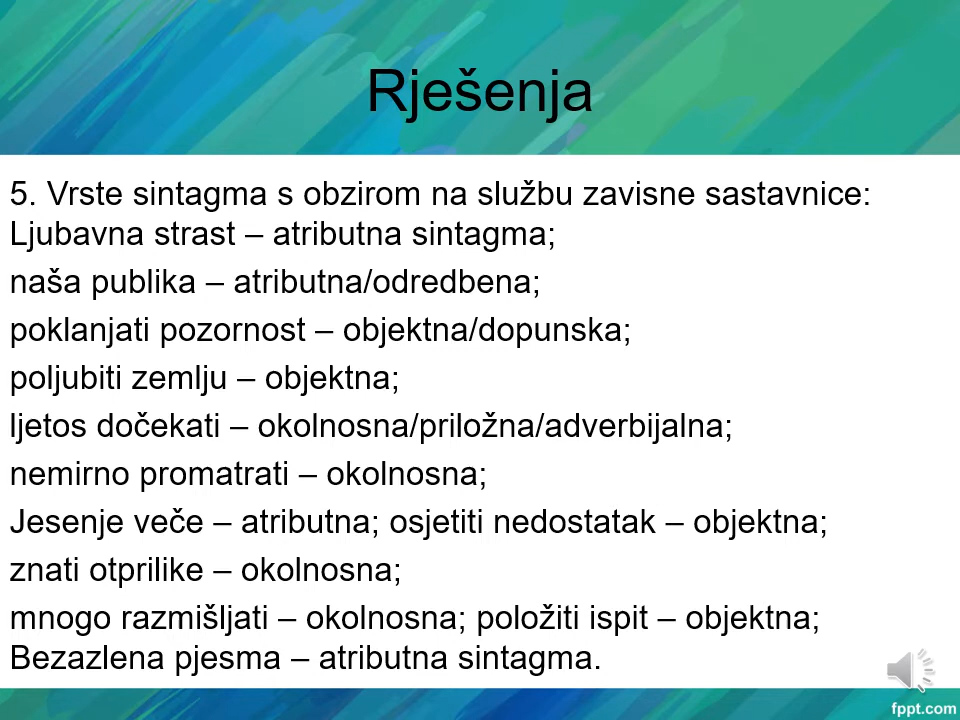 Rješenja
5. Vrste sintagma s obzirom na službu zavisne sastavnice:
Ljubavna strast – atributna sintagma;
naša publika – atributna/odredbena;
poklanjati pozornost – objektna/dopunska;
poljubiti zemlju – objektna;
ljetos dočekati – okolnosna/priložna/adverbijalna;
nemirno promatrati – okolnosna;
Jesenje veče – atributna; osjetiti nedostatak – objektna;
znati otprilike – okolnosna;
mnogo razmišljati – okolnosna; položiti ispit – objektna;
Bezazlena pjesma – atributna sintagma.
fppt.com